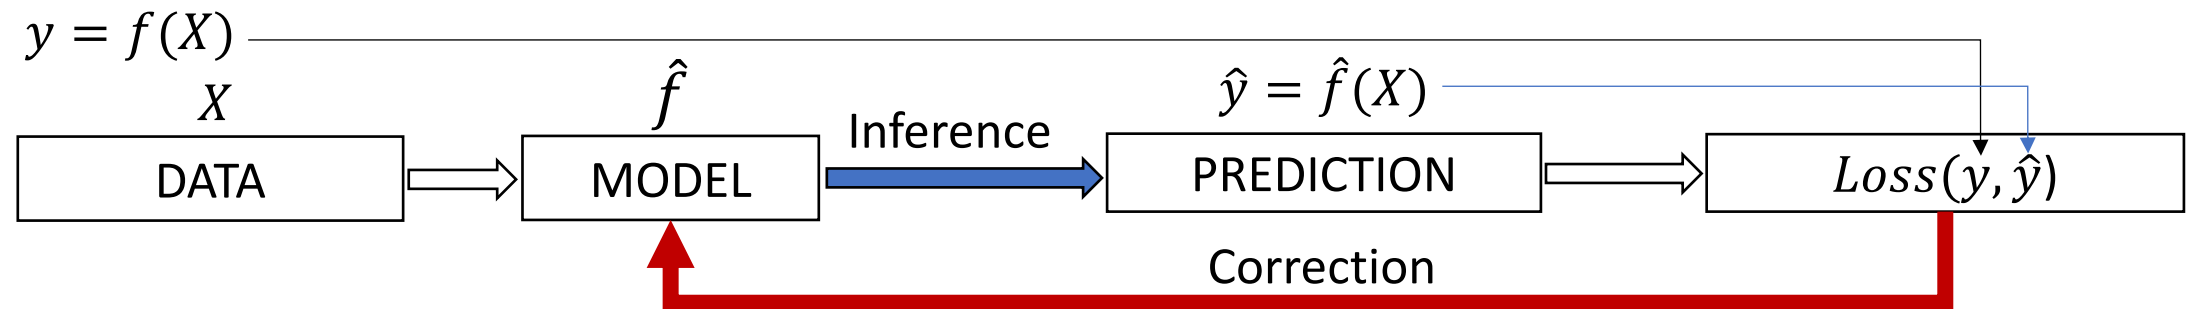 y = f(X)
X
f̂
ŷ = f̂(X)
Inference
DATA
MODEL
PREDICTION
Loss(y, ŷ)
Correction